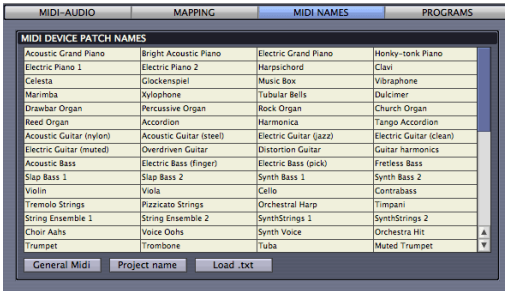 MIDI-AUDIO MAPPING MIDI NAMES PROGRAMS
MIDI DEVICE PATCH NAMES
Acoustic Grand Piano Bright Acoustic Piano Electric Grand Piano Honky-tonk Piano
Electric Piano 1 Electric Piano 2 Harpsichord Clavi
Celesta Glockenspiel Music Box Vibraphone
Marimba Xylophone Tubular Bells Dulcimer
Drawbar Organ Percussive Organ Rock Organ Church Organ
Reed Organ Accordion Harmonica Tango Accordion
Acoustic Guitar (nylon) Acoustic Guitar (steel) Electric Guitar (jazz) Electric Guitar (clean)
Electric Guitar (muted) Overdriven Guitar Distortion Guitar Guitar harmonics
Acoustic Bass Electric Bass (finger) Electric Bass (pick) Fretless Bass
Slap Bass 1 Slap Bass 2 Synth Bass 1 Synth Bass 2
Violin Viola Cello Contrabass
Tremolo Strings Pizzicato Strings Orchestral Harp Timpani
String Ensemble 1 String Ensemble 2 SynthStrings 1 SynthStrings 2
Choir Aahs Voice Oohs Synth Voice Orchestra Hit
Trumpet Trombone Tuba Muted Trumpet
General Midi Project name Load .txt